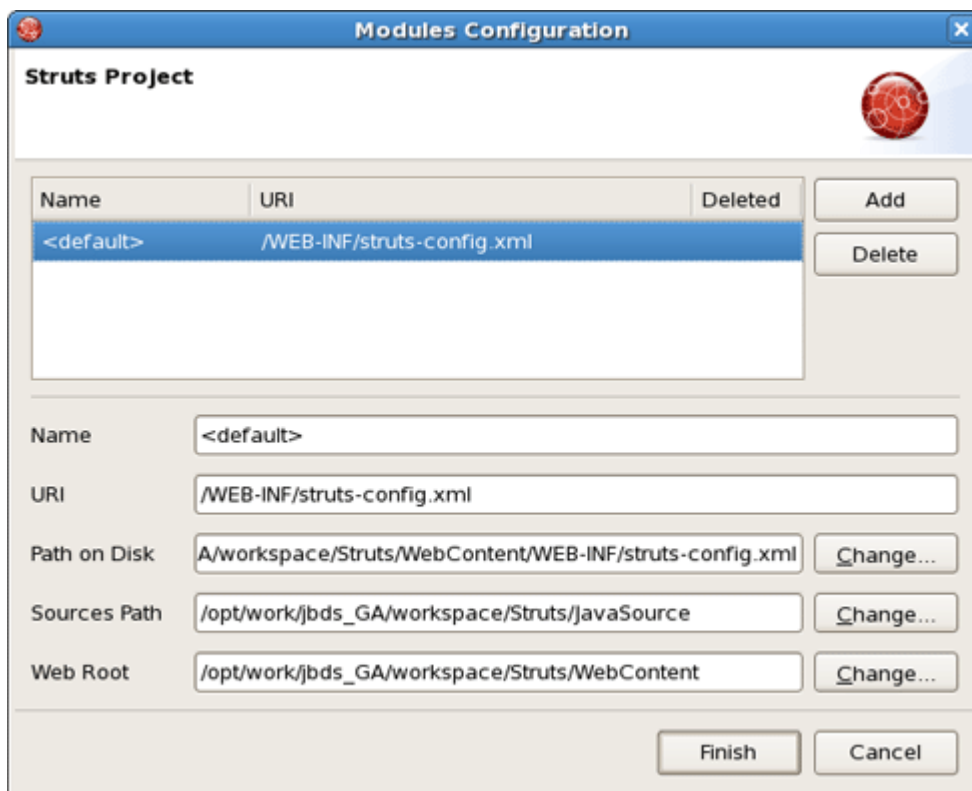 Modules Configuration
Struts Project
Name URI Deleted
<default> /WEB-INF/struts-config.xml
Add
Delete
Name <default>
URI /WEB-INF/struts-config.xml
Path on Disk A/workspace/Struts/WebContent/WEB-INF/struts-config.xml Change...
Sources Path /opt/work/jbds_GA/workspace/Struts/JavaSource Change...
Web Root /opt/work/jbds_GA/workspace/Struts/WebContent Change...
Finish Cancel